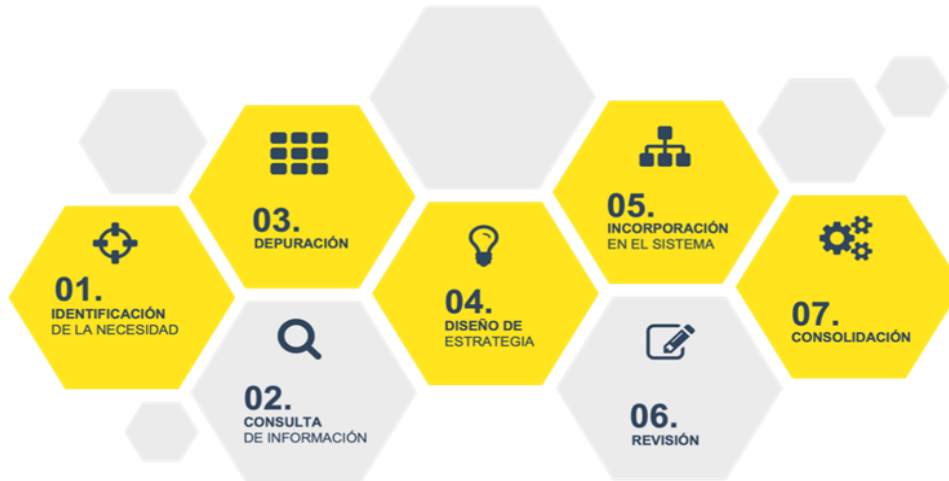 01.
IDENTIFICACIÓN
DE LA NECESIDAD
02.
CONSULTA
DE INFORMACIÓN
03.
DEPURACIÓN
04.
DISEÑO DE
ESTRATEGIA
05.
INCORPORACIÓN
EN EL SISTEMA
06.
REVISIÓN
07.
CONSOLIDACIÓN